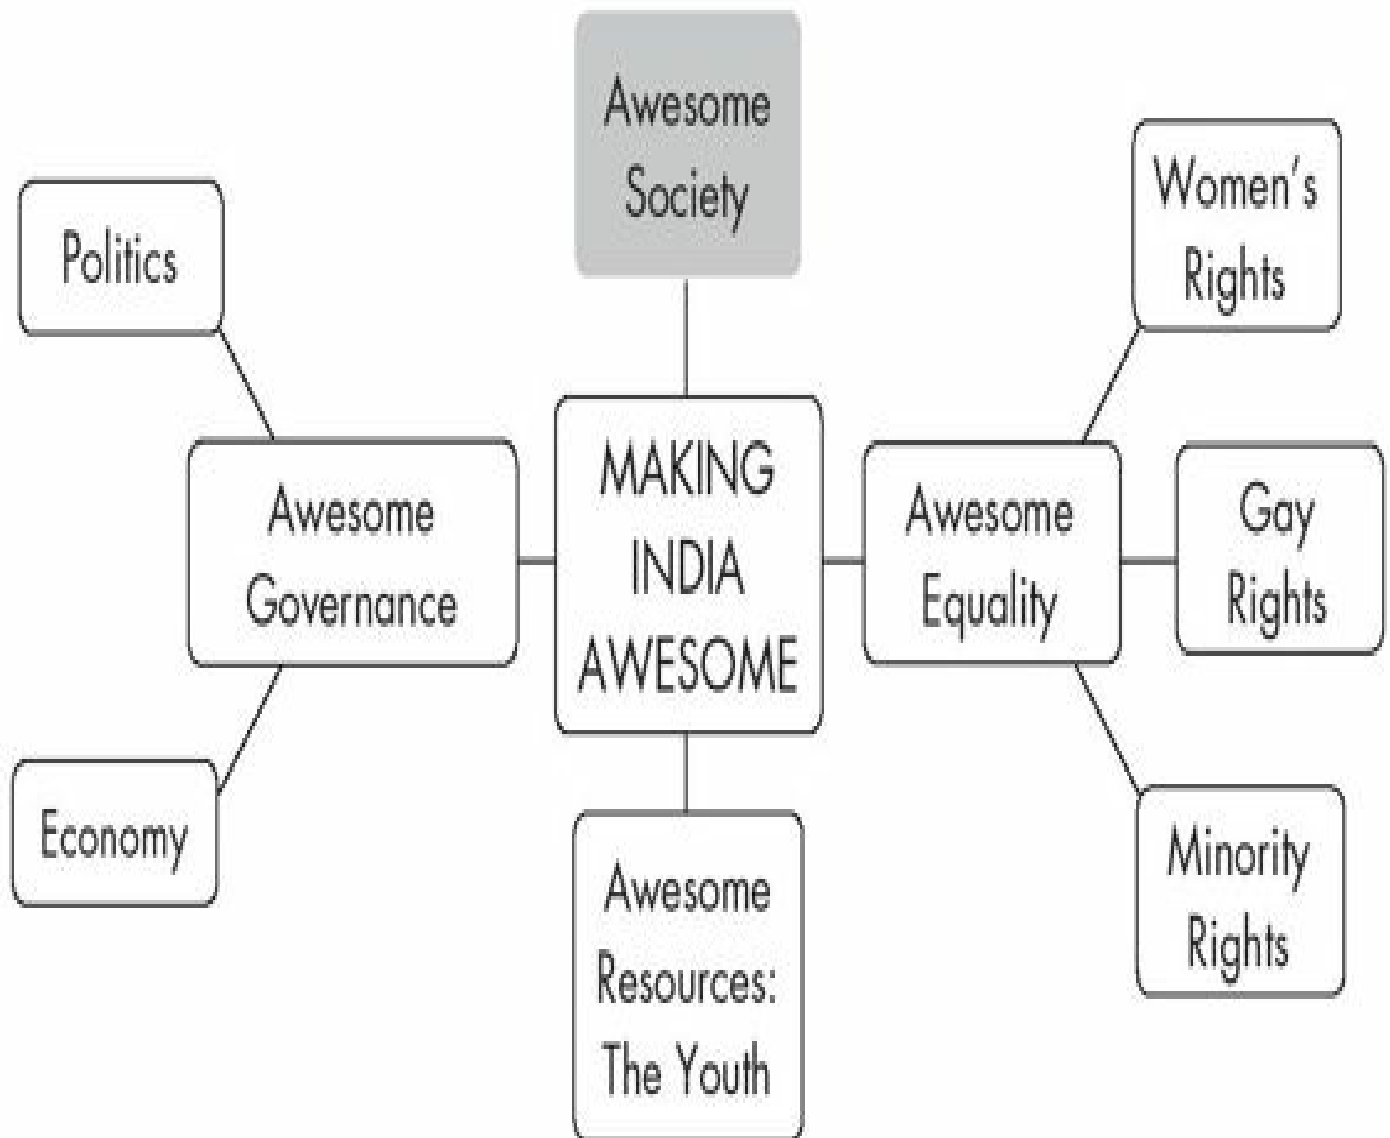 Awesome
Society
Women's
Rights
Politics
MAKING
INDIA
AWESOME
Awesome
Governance
Awesome
Equality
Gay
Rights
Economy
Awesome
Resources:
The Youth
Minority
Rights